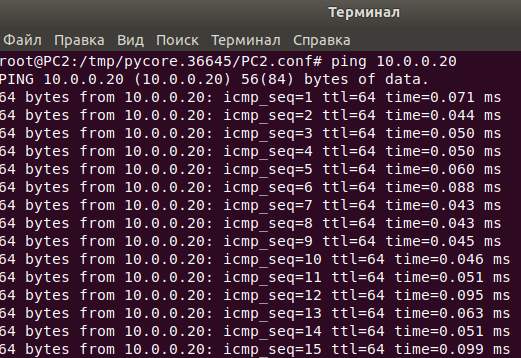 Терминал
Файл Правка Вид Поиск Терминал Справка
root@PC2:/tmp/pycore.36645/PC2.conf# ping 10.0.0.20
PING 10.0.0.20 (10.0.0.20) 56(84) bytes of data.
64 bytes from 10.0.0.20: icmp_seq=1 ttl=64 time=0.071 ms
64 bytes from 10.0.0.20: icmp_seq=2 ttl=64 time=0.044 ms
64 bytes from 10.0.0.20: icmp_seq=3 ttl=64 time=0.050 ms
64 bytes from 10.0.0.20: icmp_seq=4 ttl=64 time=0.050 ms
64 bytes from 10.0.0.20: icmp_seq=5 ttl=64 time=0.060 ms
64 bytes from 10.0.0.20: icmp_seq=6 ttl=64 time=0.088 ms
64 bytes from 10.0.0.20: icmp_seq=7 ttl=64 time=0.043 ms
64 bytes from 10.0.0.20: icmp_seq=8 ttl=64 time=0.043 ms
64 bytes from 10.0.0.20: icmp_seq=9 ttl=64 time=0.045 ms
64 bytes from 10.0.0.20: icmp_seq=10 ttl=64 time=0.046 ms
64 bytes from 10.0.0.20: icmp_seq=11 ttl=64 time=0.051 ms
64 bytes from 10.0.0.20: icmp_seq=12 ttl=64 time=0.095 ms
64 bytes from 10.0.0.20: icmp_seq=13 ttl=64 time=0.063 ms
64 bytes from 10.0.0.20: icmp_seq=14 ttl=64 time=0.051 ms
64 bytes from 10.0.0.20: icmp_seq=15 ttl=64 time=0.099 ms